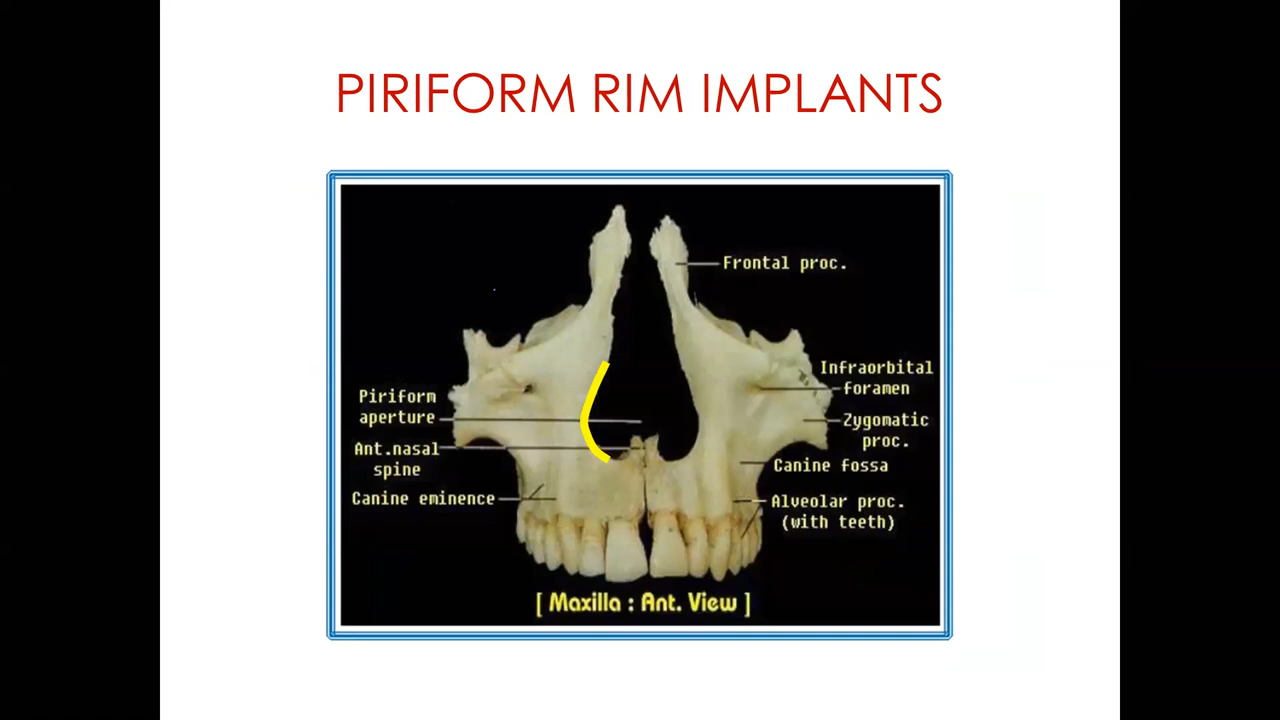 PIRIFORM RIM IMPLANTS
Frontal proc.
Piriform
aperture
Ant.nasal
spine
Canine eminence
Infraorbital
foramen
Zygomatic
proc.
Canine fossa
Alveolar proc.
(with teeth)
[ Maxilla : Ant. View ]